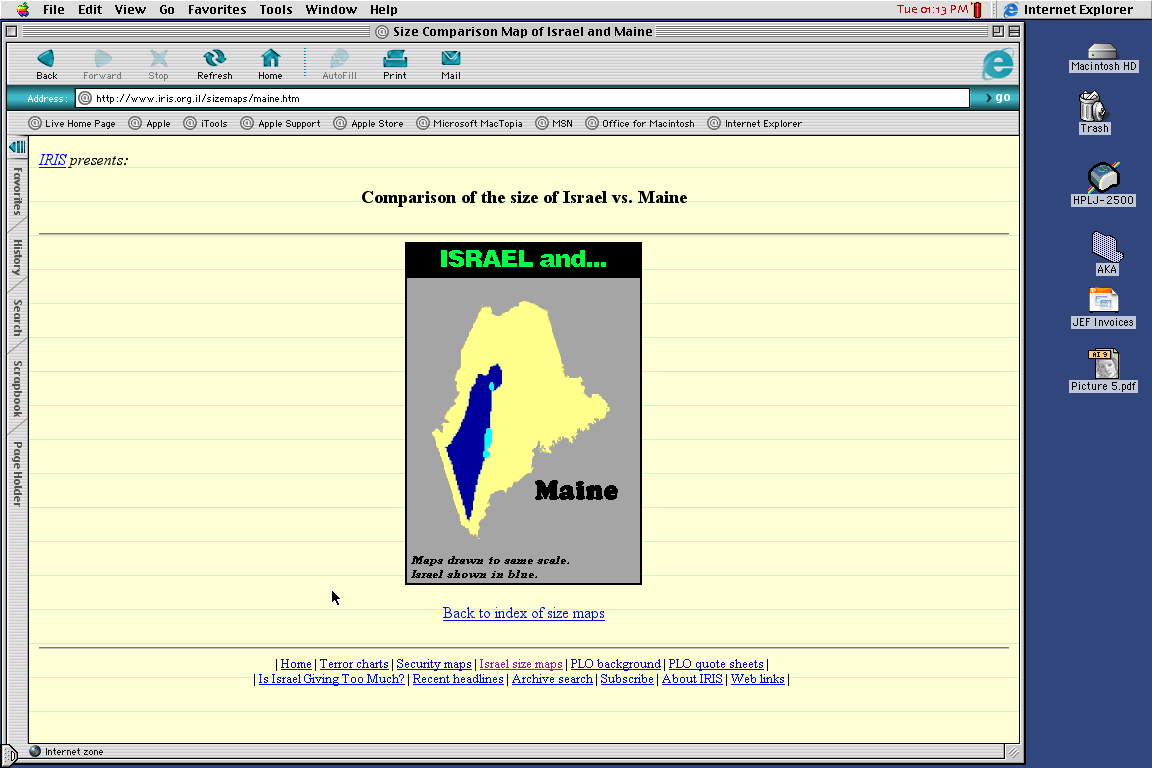 File Edit View Go Favorites Tools Window Help
Tue 01:13 PM
Internet Explorer
Size Comparison Map of Israel and Maine
Back Forward Stop Refresh Home AutoFill Print Mail
Address: http://www.iris.org.il/sizemaps/maine.htm go
Live Home Page Apple iTools Apple Support Apple Store Microsoft MacTopia MSN Office for Macintosh Internet Explorer
Favorites
History
Search
Scrapbook
Page Holder
IRIS presents:
Comparison of the size of Israel vs. Maine
ISRAEL and...
Maine
Maps drawn to same scale.
Israel shown in blue.
Back to index of size maps
| Home | Terror charts | Security maps | Israel size maps | PLO background | PLO quote sheets |
| Is Israel Giving Too Much? | Recent headlines | Archive search | Subscribe | About IRIS | Web links |
Internet zone
Macintosh HD
Trash
HPLJ-2500
AKA
JEF Invoices
AI 9
Picture 5.pdf